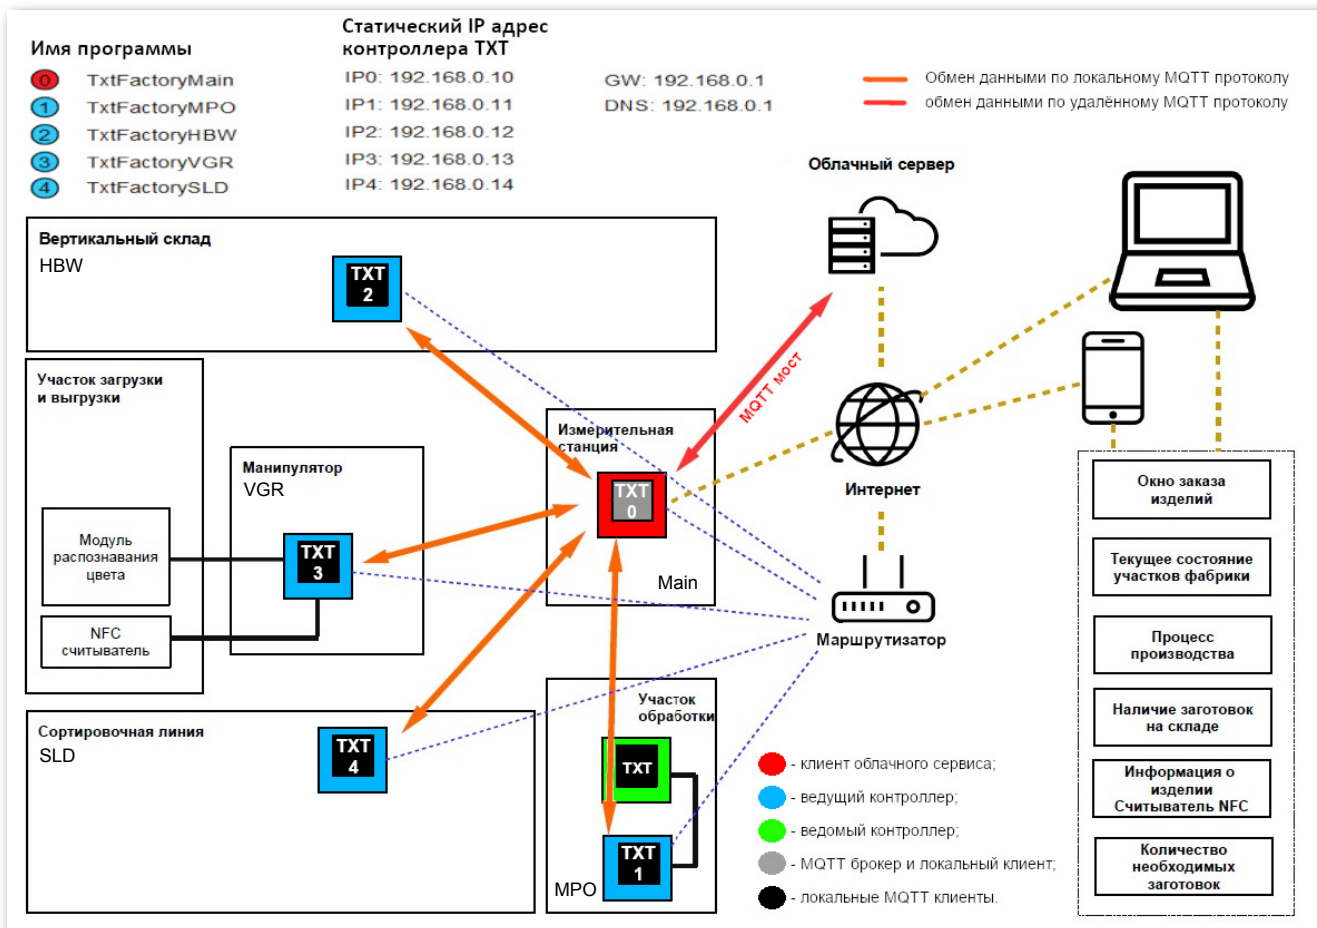 Имя программы
0 TxtFactoryMain
1 TxtFactoryMPO
2 TxtFactoryHBW
3 TxtFactoryVGR
4 TxtFactorySLD
Статический IP адрес
контроллера TXT
IP0: 192.168.0.10
IP1: 192.168.0.11
IP2: 192.168.0.12
IP3: 192.168.0.13
IP4: 192.168.0.14
GW: 192.168.0.1
DNS: 192.168.0.1
Обмен данными по локальному MQTT протоколу
обмен данными по удалённому MQTT протоколу
Вертикальный склад
HBW
TXT
2
Участок загрузки
и выгрузки
Манипулятор
VGR
Модуль
распознавания
цвета
TXT
3
NFC
считыватель
Измерительная
станция
TXT
0
Main
MQTT мост
Облачный сервер
Интернет
Маршрутизатор
Сортировочная линия
SLD
TXT
4
Участок
обработки
TXT
TXT
1
MPO
- клиент облачного сервиса;
- ведущий контроллер;
- ведомый контроллер;
- MQTT брокер и локальный клиент;
- локальные MQTT клиенты.
Окно заказа
изделий
Текущее состояние
участков фабрики
Процесс
производства
Наличие заготовок
на складе
Информация о
изделии
Считыватель NFC
Количество
необходимых
заготовок